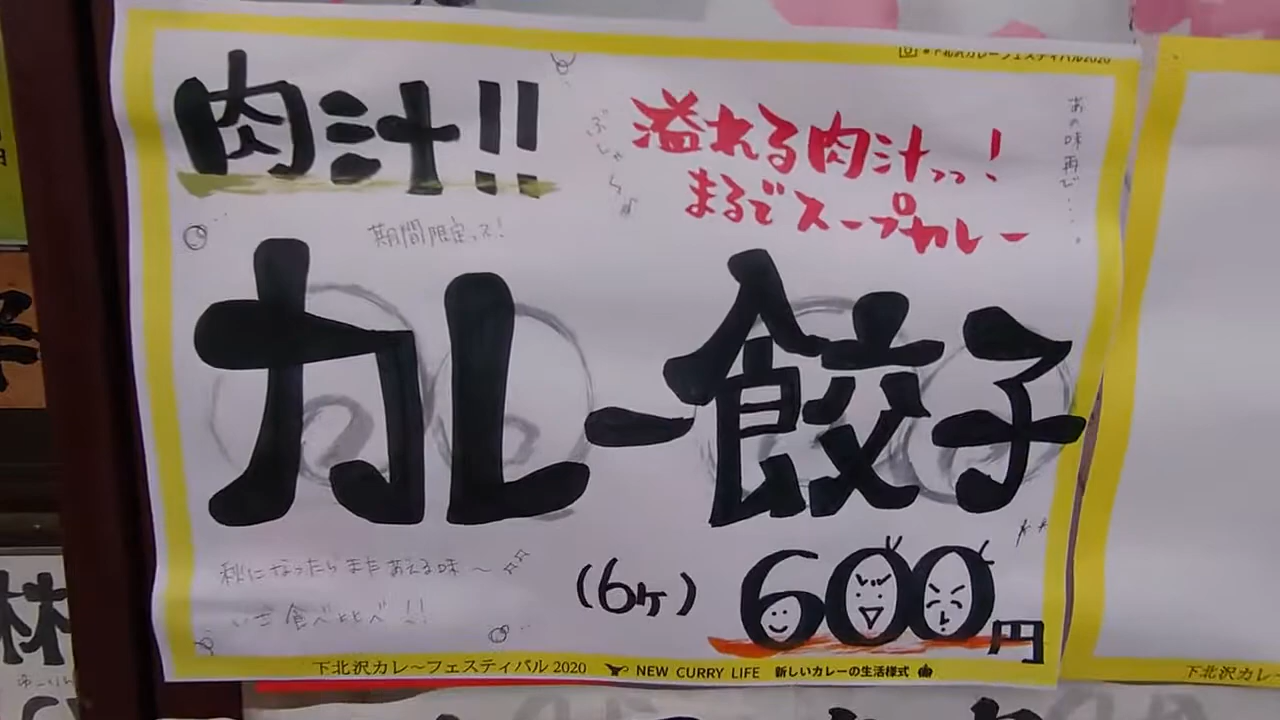 #下北沢カレーフェスティバル2020
肉汁!!
溢れる肉汁っっ!
まるでスープカレー
ぶしゃ〜
あの味再び...。
期間限定って!
カレー餃子
秋になったらまたあえる味〜
食べととべ!!
(6ヶ) 600円
下北沢カレ〜フェスティバル 2020 NEW CURRY LIFE 新しいカレーの生活様式
下北沢カレ〜
林